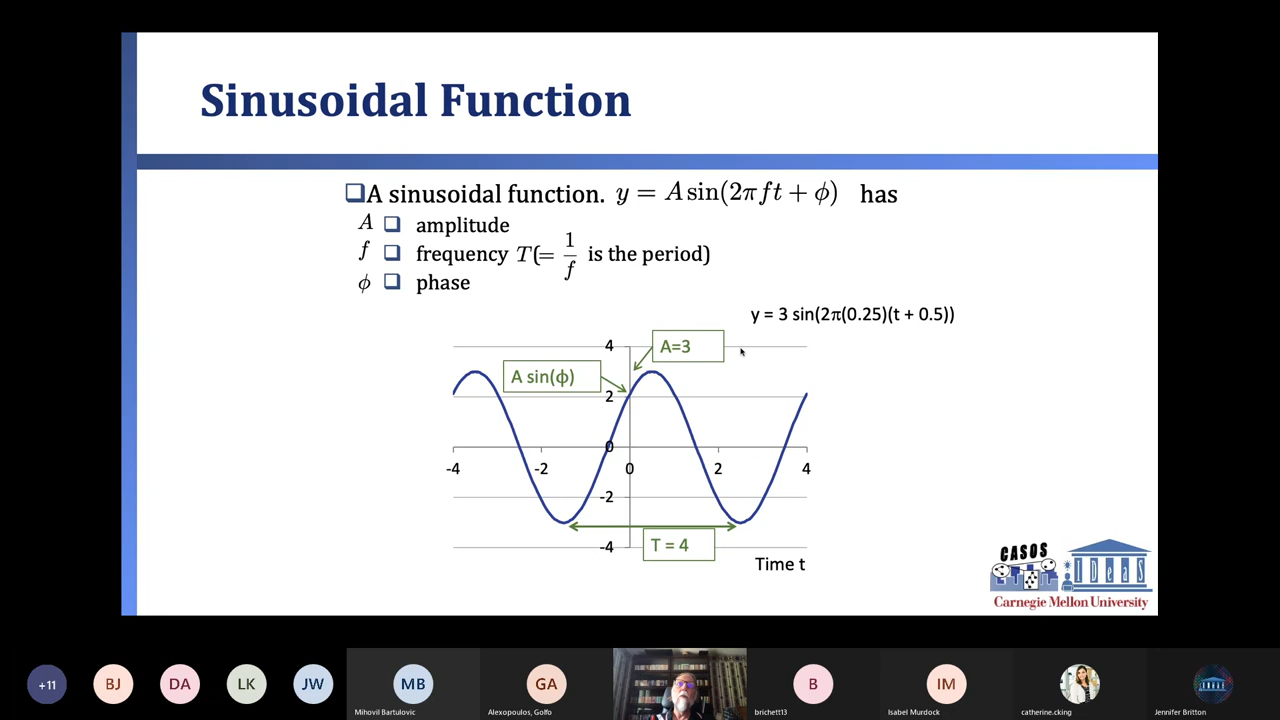 Sinusoidal Function
❑A sinusoidal function. y = A sin(2πft + ϕ) has
A ❑ amplitude
f ❑ frequency T(= 1/f is the period)
ϕ ❑ phase
y = 3 sin(2π(0.25)(t + 0.5))
4
A=3
A sin(ϕ)
2
0
-4 -2 0 2 4
-2
-4
T = 4
Time t
CASOS
IDeaS
Carnegie Mellon University
+11 BJ DA LK JW MB GA B IM
Mihovil Bartulovic Alexopoulos, Golfo brichett13 Isabel Murdock catherine.cking Jennifer Britton